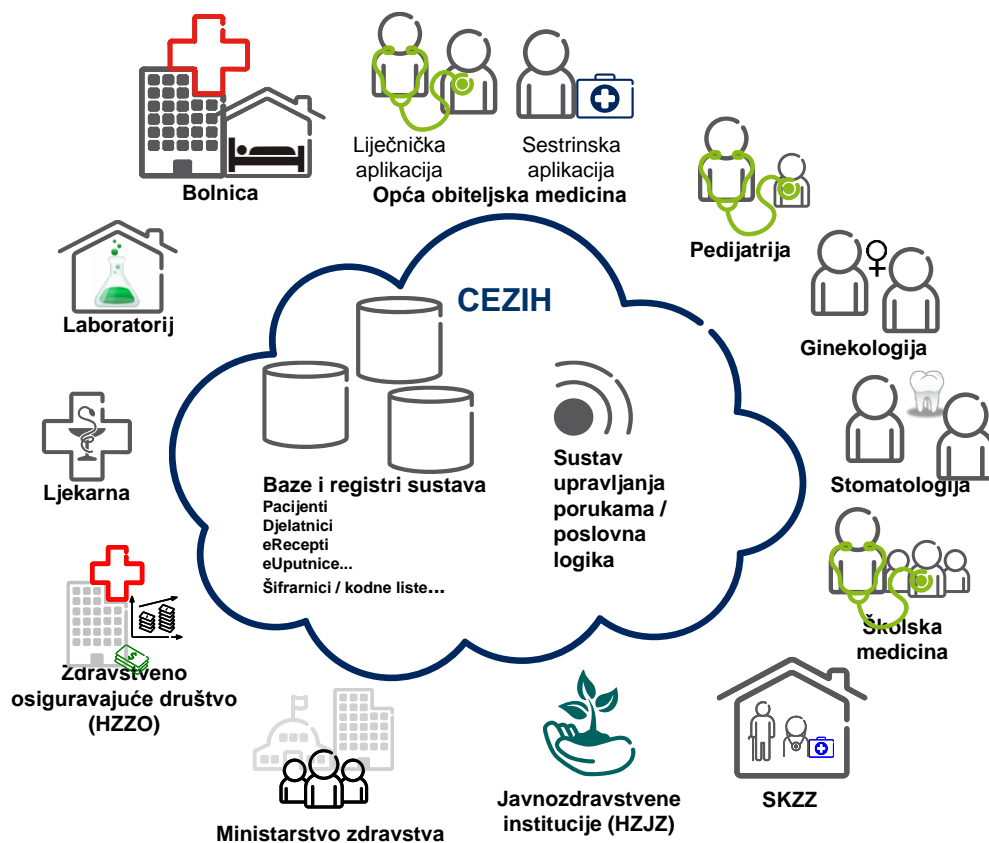 Bolnica
Liječnička
aplikacija
Sestrinska
aplikacija
Opća obiteljska medicina
Pedijatrija
Laboratorij
CEZIH
Ginekologija
Ljekarna
Baze i registri sustava
Pacijenti
Djelatnici
eRecepti
eUputnice...
Šifrarnici / kodne liste...
Sustav
upravljanja
porukama /
poslovna
logika
Stomatologija
Školska
medicina
Zdravstveno
osiguravajuće društvo
(HZZO)
$
Ministarstvo zdravstva
Javnozdravstvene
institucije (HZJZ)
SKZZ